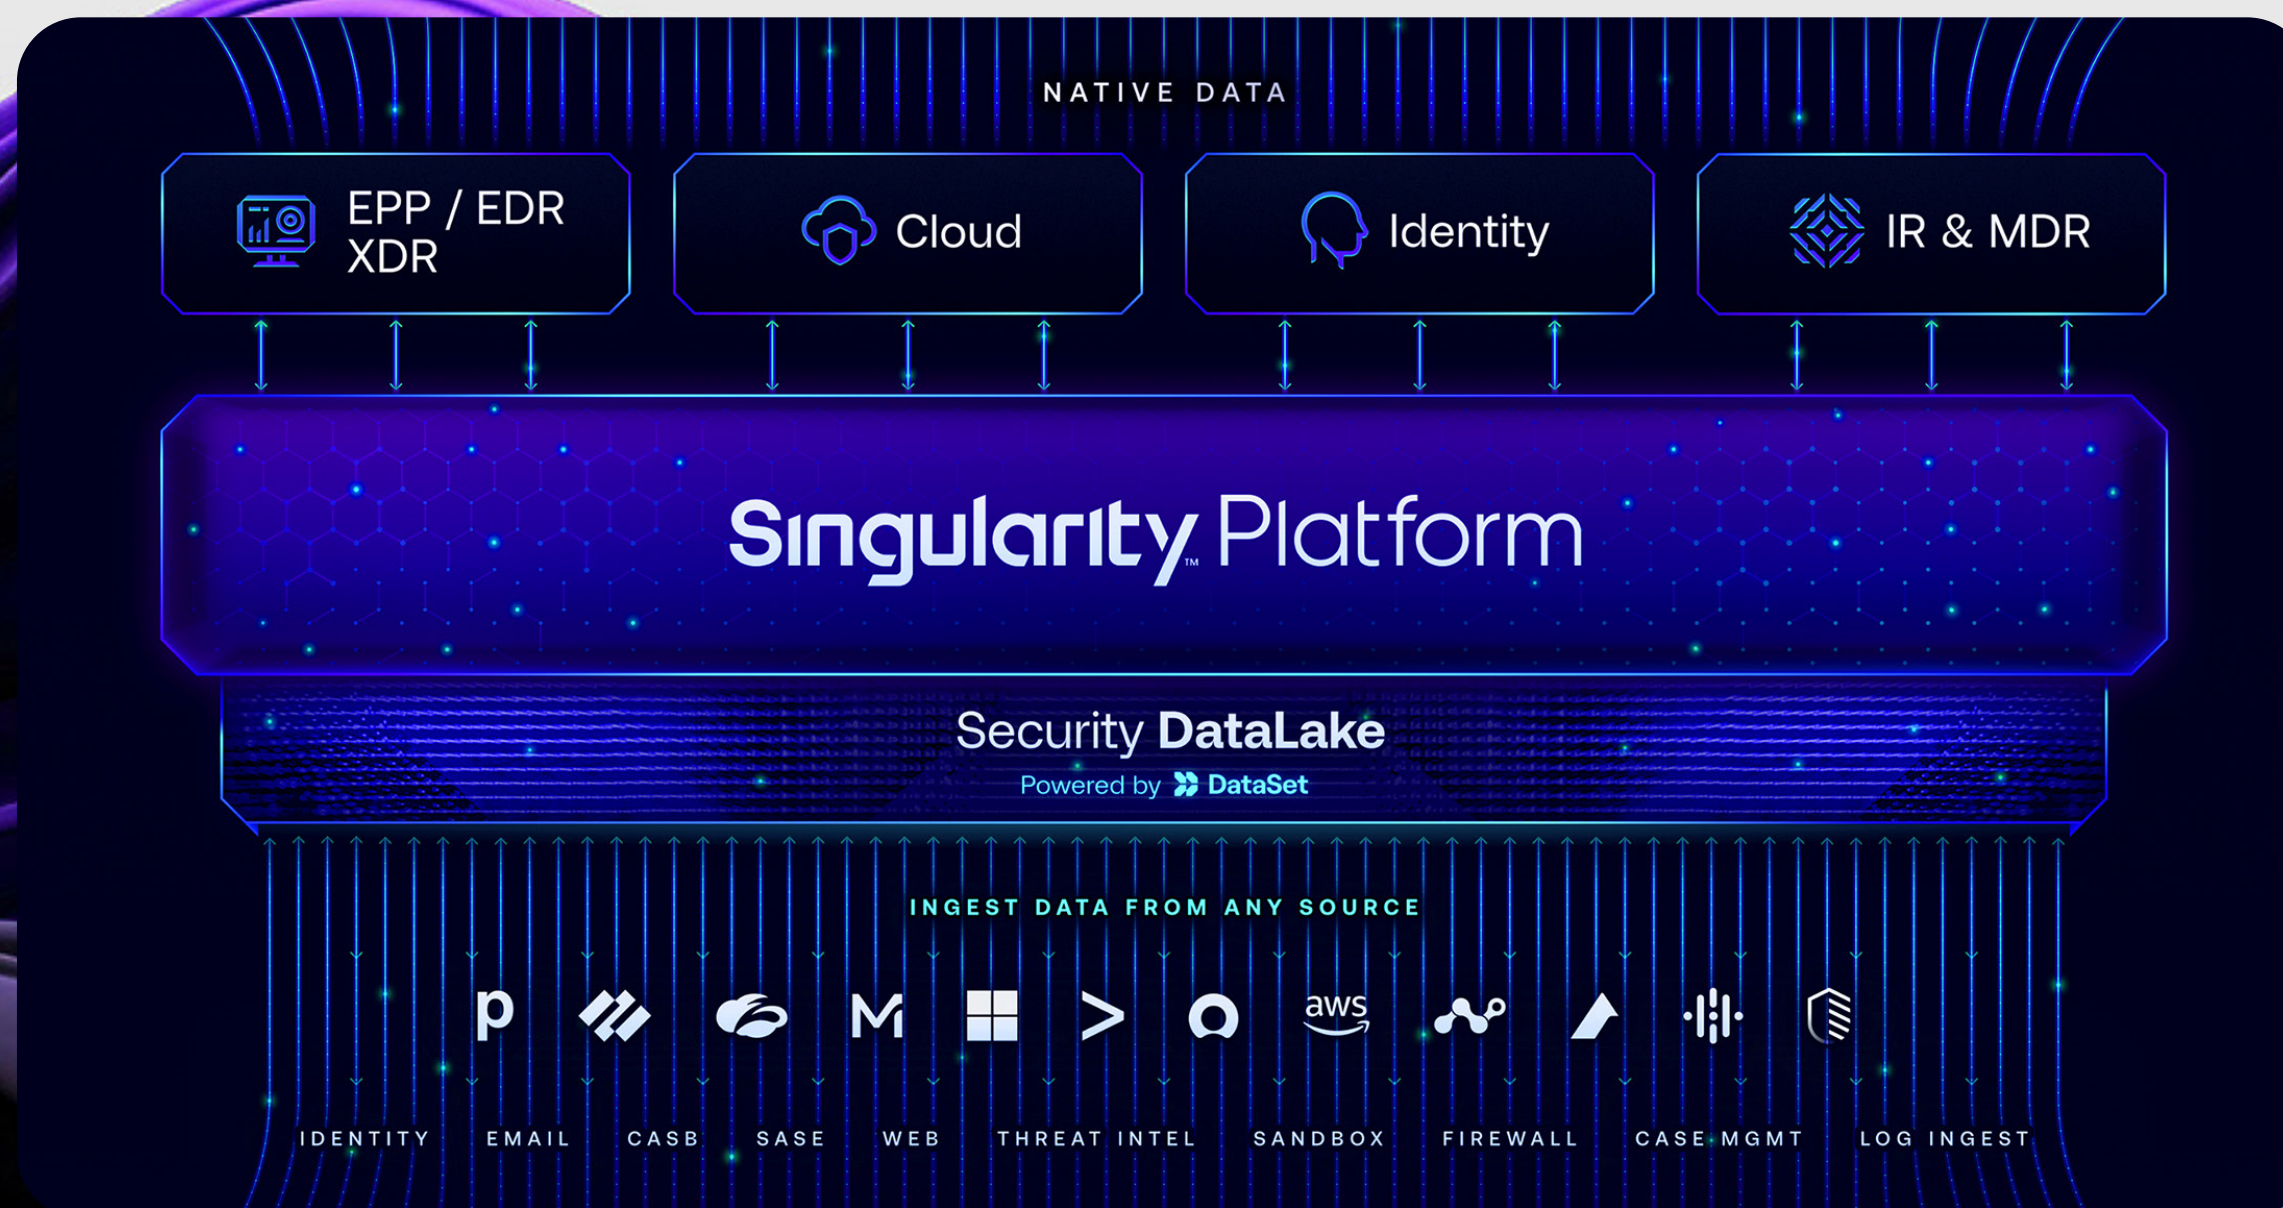 NATIVE DATA
EPP / EDR
XDR
Cloud
Identity
IR & MDR
Singularity™ Platform
Security DataLake
Powered by DataSet
INGEST DATA FROM ANY SOURCE
p
aws
IDENTITY EMAIL CASB SASE WEB THREAT INTEL SANDBOX FIREWALL CASE MGMT LOG INGEST